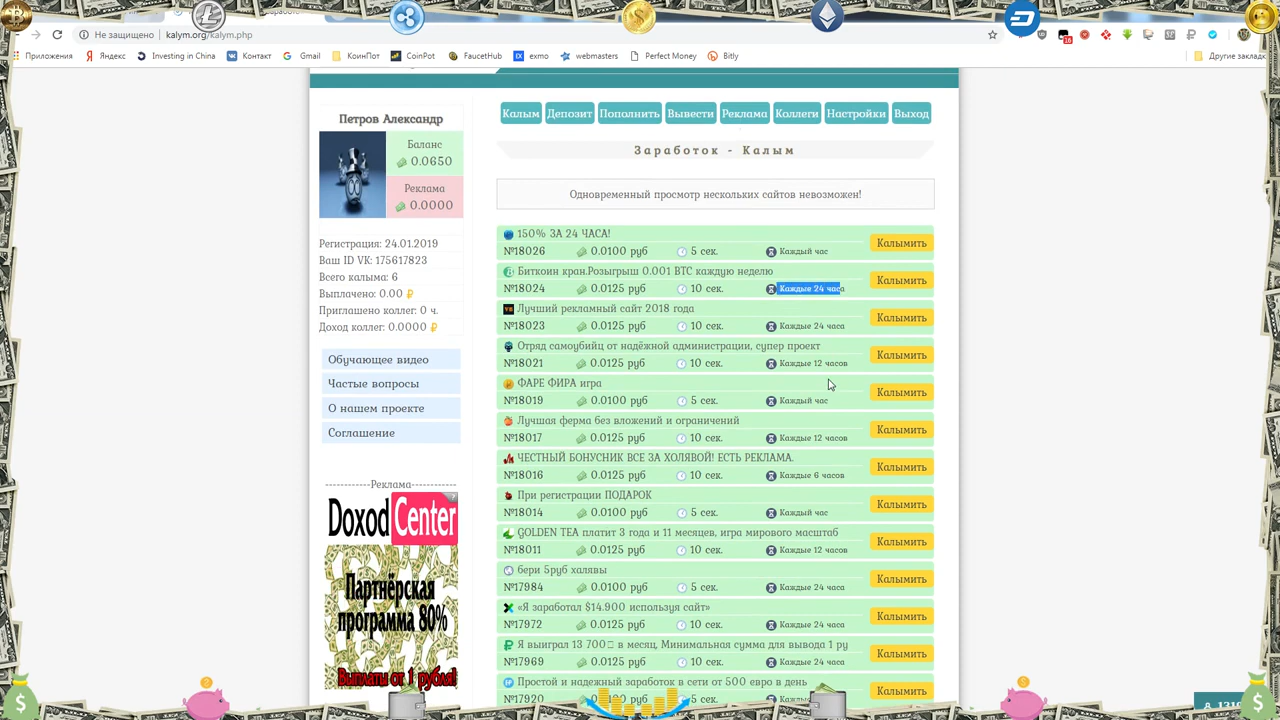 Не защищено
kalym.org/kalym.php
Приложения Яндекс Investing in China Контакт Gmail КоинПот CoinPot FaucetHub exmo webmasters Perfect Money Bitly Другие заклад
Петров Александр
Баланс
0.0650
Реклама
0.0000
Регистрация: 24.01.2019
Ваш ID VK: 175617823
Всего калыма: 6
Выплачено: 0.00 ₽
Приглашено коллег: 0 ч.
Доход коллег: 0.0000 ₽
Обучающее видео
Частые вопросы
О нашем проекте
Соглашение
------------Реклама------------
DoxodCenter
Партнёрская
программа 80%
Выплаты от 1 рубля!
Калым Депозит Пополнить Вывести Реклама Коллеги Настройки Выход
Заработок - Калым
Одновременный просмотр нескольких сайтов невозможен!
150% ЗА 24 ЧАСА!
№18026 0.0100 руб 5 сек. Каждый час Калымить
Биткоин кран.Розыгрыш 0.001 BTC каждую неделю
№18024 0.0125 руб 10 сек. Каждые 24 часа Калымить
Лучший рекламный сайт 2018 года
№18023 0.0125 руб 10 сек. Каждые 24 часа Калымить
Отряд самоубийц от надёжной администрации, супер проект
№18021 0.0125 руб 10 сек. Каждые 12 часов Калымить
ФАРЕ ФИРА игра
№18019 0.0100 руб 5 сек. Каждый час Калымить
Лучшая ферма без вложений и ограничений
№18017 0.0125 руб 10 сек. Каждые 12 часов Калымить
ЧЕСТНЫЙ БОНУСНИК ВСЕ ЗА ХОЛЯВОЙ! ЕСТЬ РЕКЛАМА.
№18016 0.0125 руб 10 сек. Каждые 6 часов Калымить
При регистрации ПОДАРОК
№18014 0.0100 руб 5 сек. Каждый час Калымить
GOLDEN TEA платит 3 года и 11 месяцев, игра мирового масштаб
№18011 0.0125 руб 10 сек. Каждые 12 часов Калымить
бери 5руб халявы
№17984 0.0100 руб 5 сек. Каждые 24 часа Калымить
«Я заработал $14.900 используя сайт»
№17972 0.0125 руб 10 сек. Каждые 24 часа Калымить
Я выиграл 13 700 в месяц, Минимальная сумма для вывода 1 ру
№17969 0.0125 руб 10 сек. Каждые 24 часа Калымить
Простой и надежный заработок в сети от 500 евро в день
№17920 руб 10 сек. Калымить